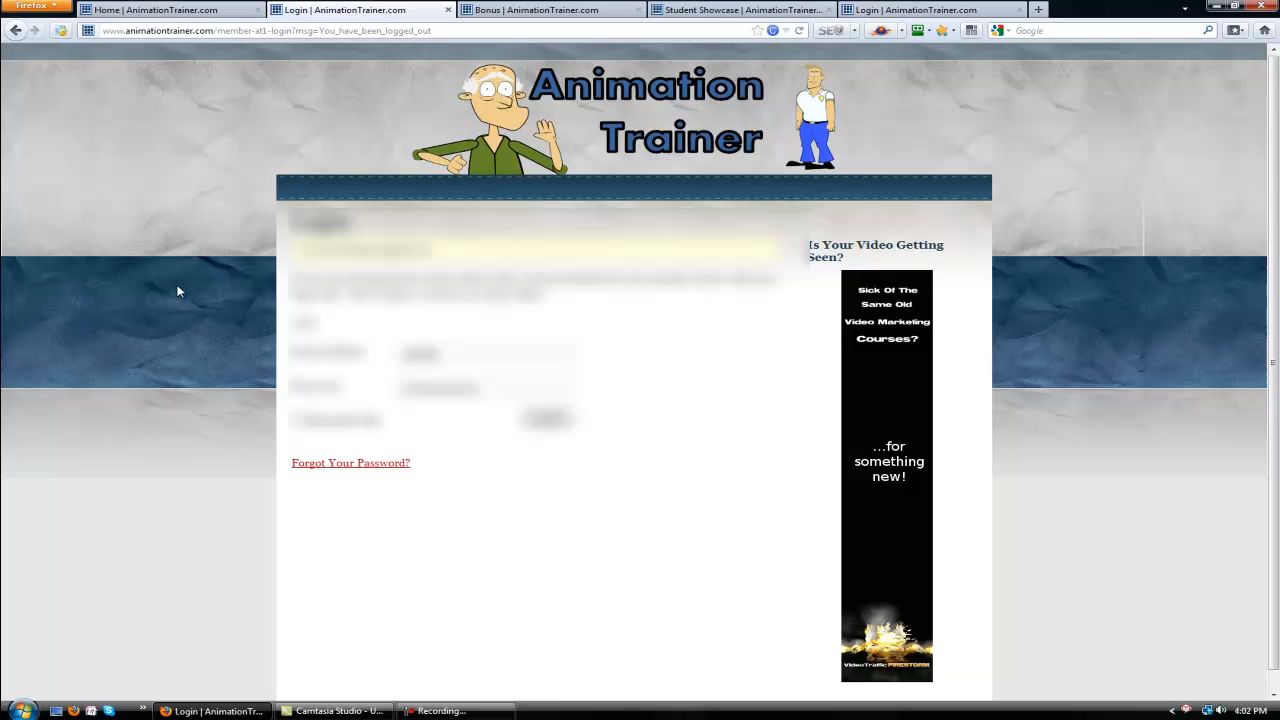 Firefox
Home | AnimationTrainer.com
Login | AnimationTrainer.com
Bonus | AnimationTrainer.com
Student Showcase | AnimationTrainer...
Login | AnimationTrainer.com
www.animationtrainer.com/member-at1-login?msg=You_have_been_logged_out
Google
Animation
Trainer
Is Your Video Getting
Seen?
Sick Of The
Same Old
Video Marketing
Courses?
...for
something
new!
VideoTraffic FIRESTORM
Forgot Your Password?
Login | AnimationTr...
Camtasia Studio - U...
Recording...
4:02 PM